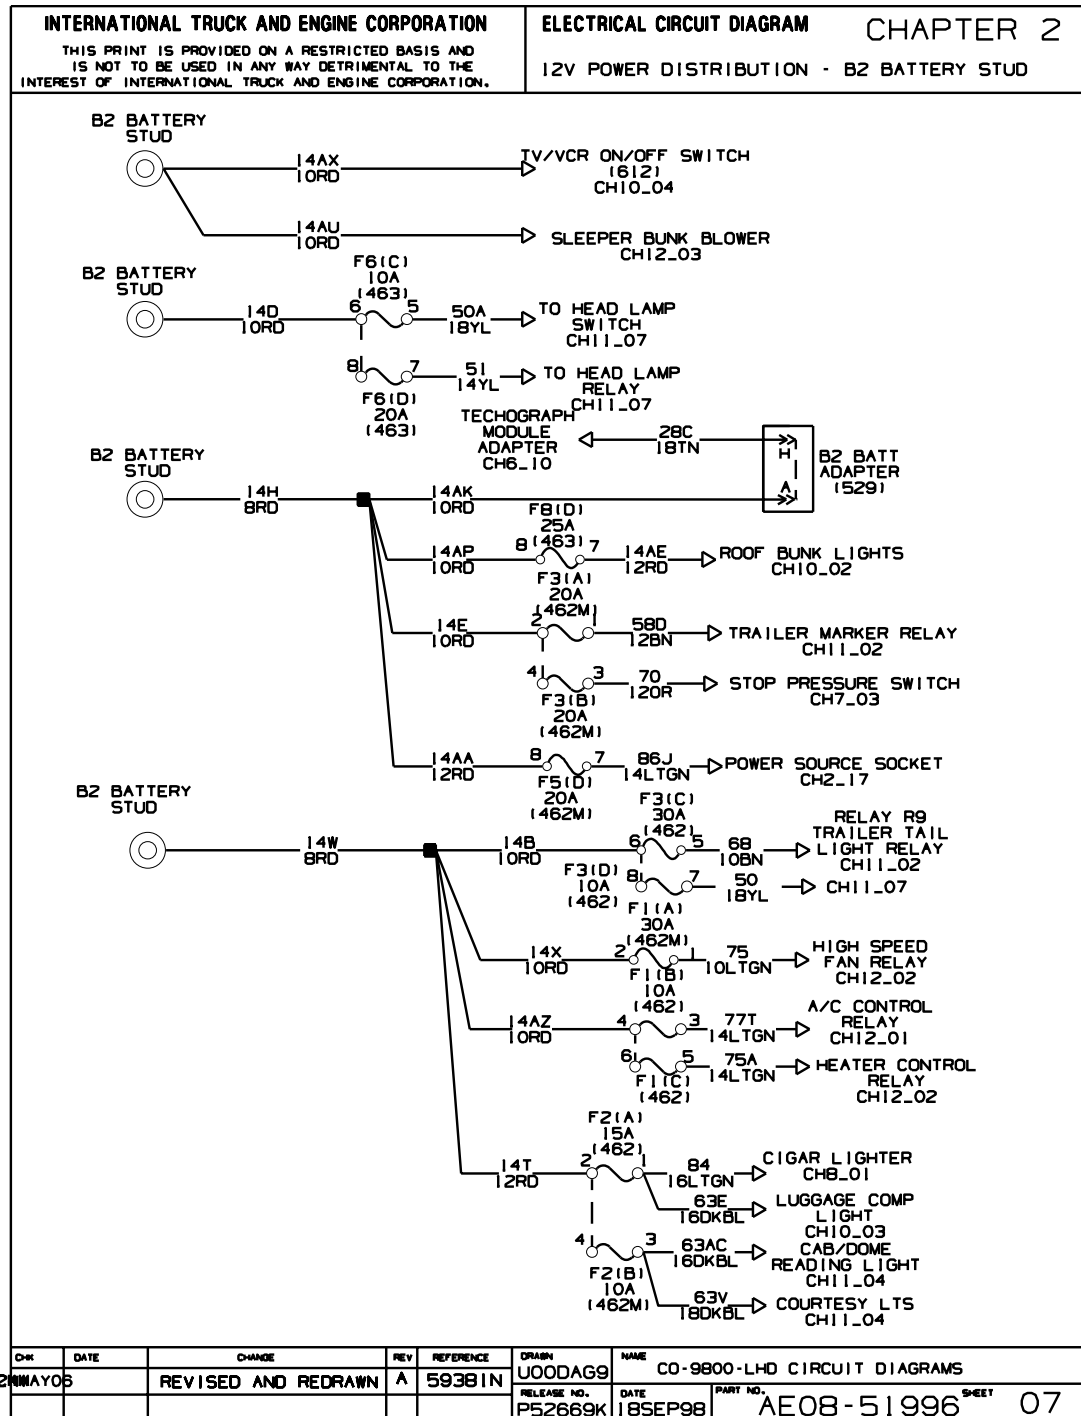 INTERNATIONAL TRUCK AND ENGINE CORPORATION
THIS PRINT IS PROVIDED ON A RESTRICTED BASIS AND
IS NOT TO BE USED IN ANY WAY DETRIMENTAL TO THE
INTEREST OF INTERNATIONAL TRUCK AND ENGINE CORPORATION.
ELECTRICAL CIRCUIT DIAGRAM
CHAPTER 2
12V POWER DISTRIBUTION - B2 BATTERY STUD
B2 BATTERY
STUD
14AX
10RD
TV/VCR ON/OFF SWITCH
(612)
CH10_04
14AU
10RD
SLEEPER BUNK BLOWER
CH12_03
B2 BATTERY
STUD
14D
10RD
F6(C)
10A
(463)
6 5
50A
18YL
TO HEAD LAMP
SWITCH
CH11_07
8 7
F6(D)
20A
(463)
51
14YL
TO HEAD LAMP
RELAY
CH11_07
TECHOGRAPH
MODULE
ADAPTER
CH6_10
28C
18TN
H
A
B2 BATT
ADAPTER
(529)
B2 BATTERY
STUD
14H
8RD
14AK
10RD
14AP
10RD
F8(D)
25A
(463)
8 7
14AE
12RD
ROOF BUNK LIGHTS
CH10_02
14E
10RD
F3(A)
20A
(462M)
2 1
58D
12BN
TRAILER MARKER RELAY
CH11_02
4 3
F3(B)
20A
(462M)
70
12OR
STOP PRESSURE SWITCH
CH7_03
14AA
12RD
8 7
F5(D)
20A
(462M)
86J
14LTGN
POWER SOURCE SOCKET
CH2_17
B2 BATTERY
STUD
14W
8RD
14B
10RD
F3(C)
30A
(462)
6 5
68
10BN
RELAY R9
TRAILER TAIL
LIGHT RELAY
CH11_02
F3(D)
10A
(462)
8 7
50
18YL
CH11_07
14X
10RD
F1(A)
30A
(462M)
2 1
75
10LTGN
HIGH SPEED
FAN RELAY
CH12_02
14AZ
10RD
F1(B)
10A
(462)
4 3
77T
14LTGN
A/C CONTROL
RELAY
CH12_01
6 5
F1(C)
(462)
75A
14LTGN
HEATER CONTROL
RELAY
CH12_02
14T
12RD
F2(A)
15A
(462)
2 1
84
16LTGN
CIGAR LIGHTER
CH8_01
63E
16DKBL
LUGGAGE COMP
LIGHT
CH10_03
4 3
F2(B)
10A
(462M)
63AC
16DKBL
CAB/DOME
READING LIGHT
CH11_04
63V
18DKBL
COURTESY LTS
CH11_04
CHK DATE CHANGE REV REFERENCE
MAY06 REVISED AND REDRAWN A 59381N
DRAWN
U00DAG9
NAME
CO-9800-LHD CIRCUIT DIAGRAMS
RELEASE NO.
P52669K
DATE
18SEP98
PART NO.
AE08-51996
SHEET
07